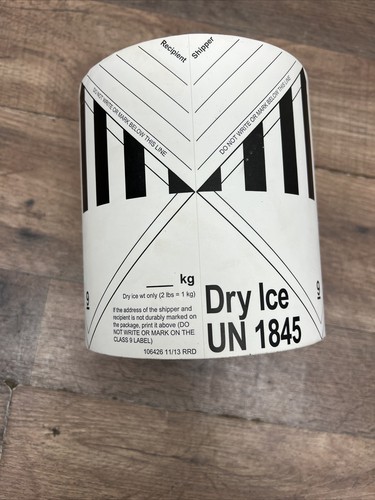 Recipient
Shipper
DO NOT WRITE OR MARK BELOW THIS LINE
DO NOT WRITE OR MARK BELOW THIS LINE
___ kg
Dry ice wt only (2 lbs = 1 kg)
If the address of the shipper and
recipient is not durably marked on
the package, print it above (DO
NOT WRITE OR MARK ON THE
CLASS 9 LABEL)
106426 11/13 RRD
Dry Ice
UN 1845